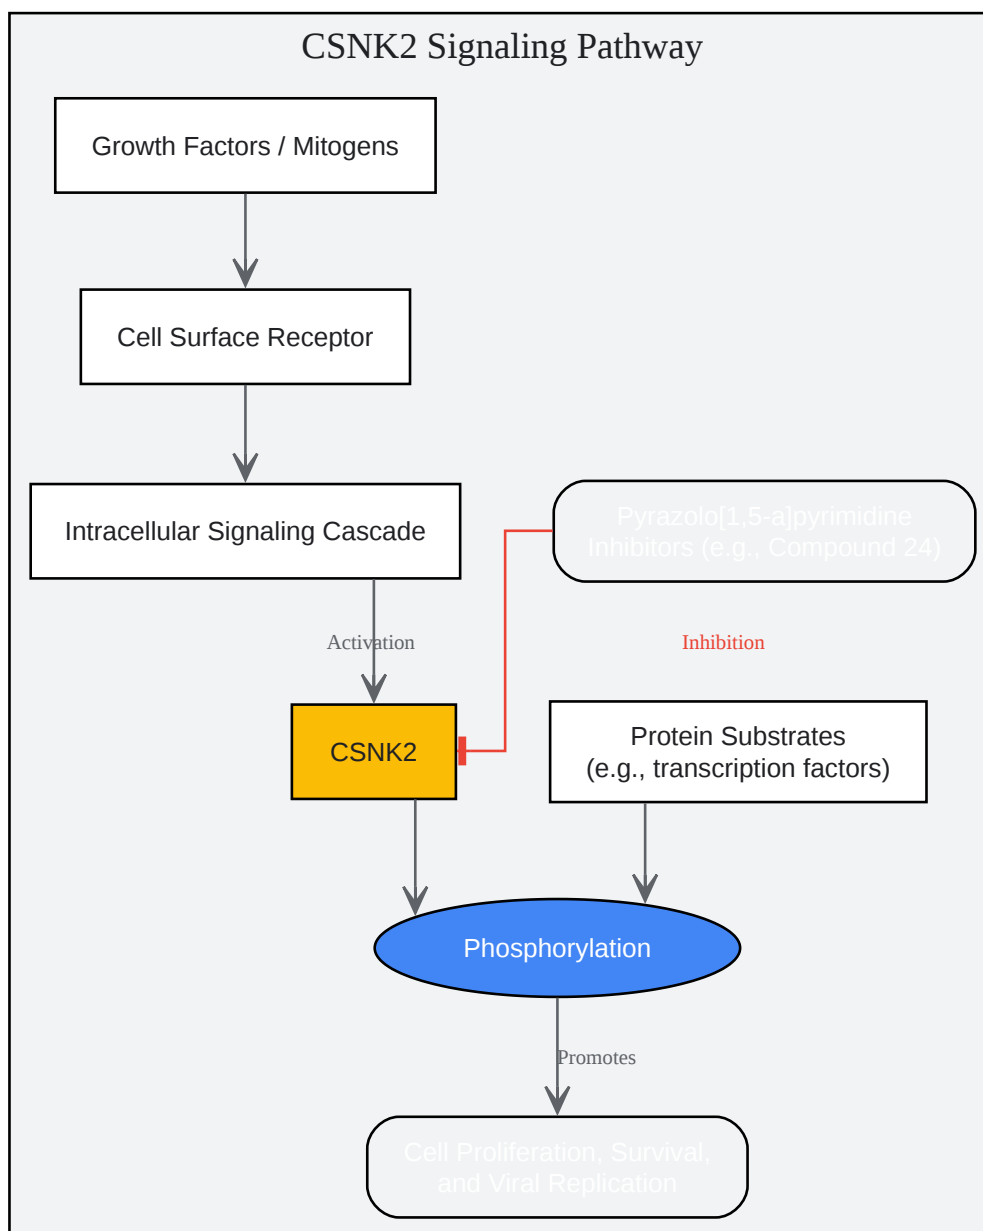 CSNK2 Signaling Pathway
Growth Factors / Mitogens
Cell Surface Receptor
Intracellular Signaling Cascade
Pyrazolo[1,5-a]pyrimidine
Inhibitors (e.g., Compound 24)
Activation
Inhibition
CSNK2
Protein Substrates
(e.g., transcription factors)
Phosphorylation
Promotes
Cell Proliferation, Survival,
and Viral Replication